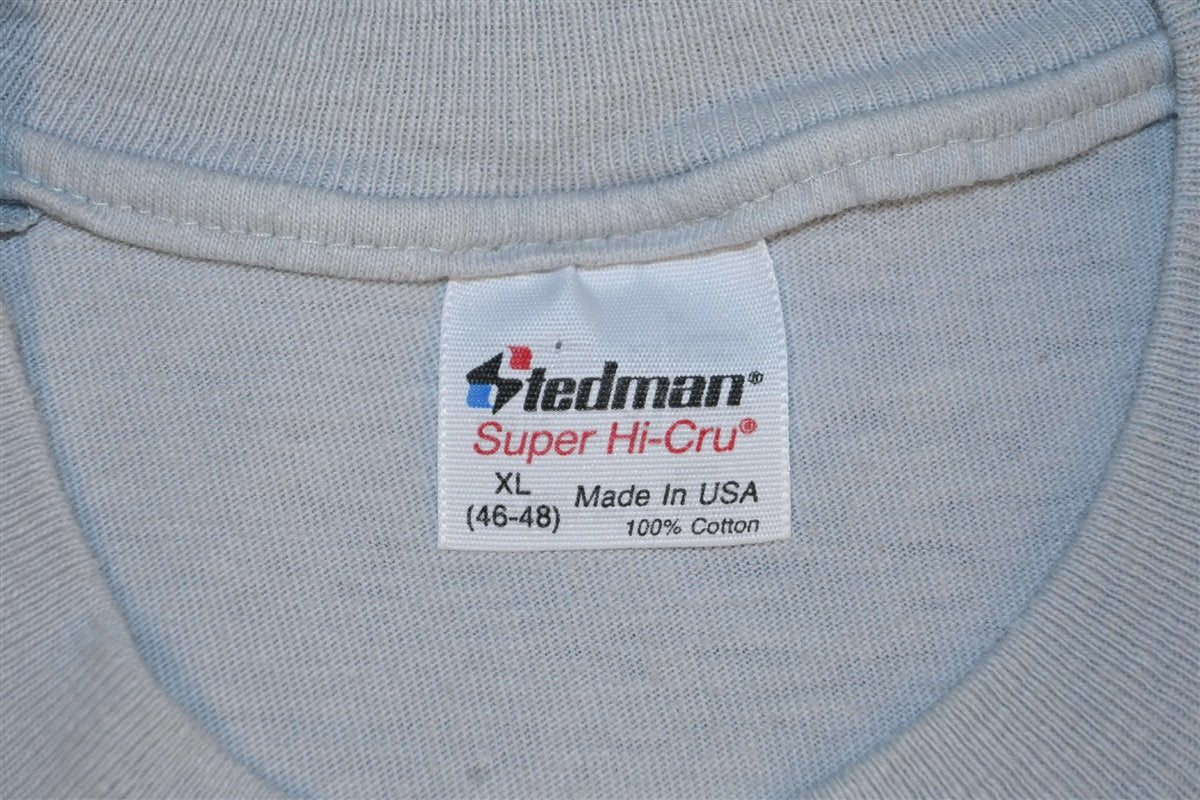 Stedman®
Super Hi-Cru®
XL
(46-48)
Made In USA
100% Cotton